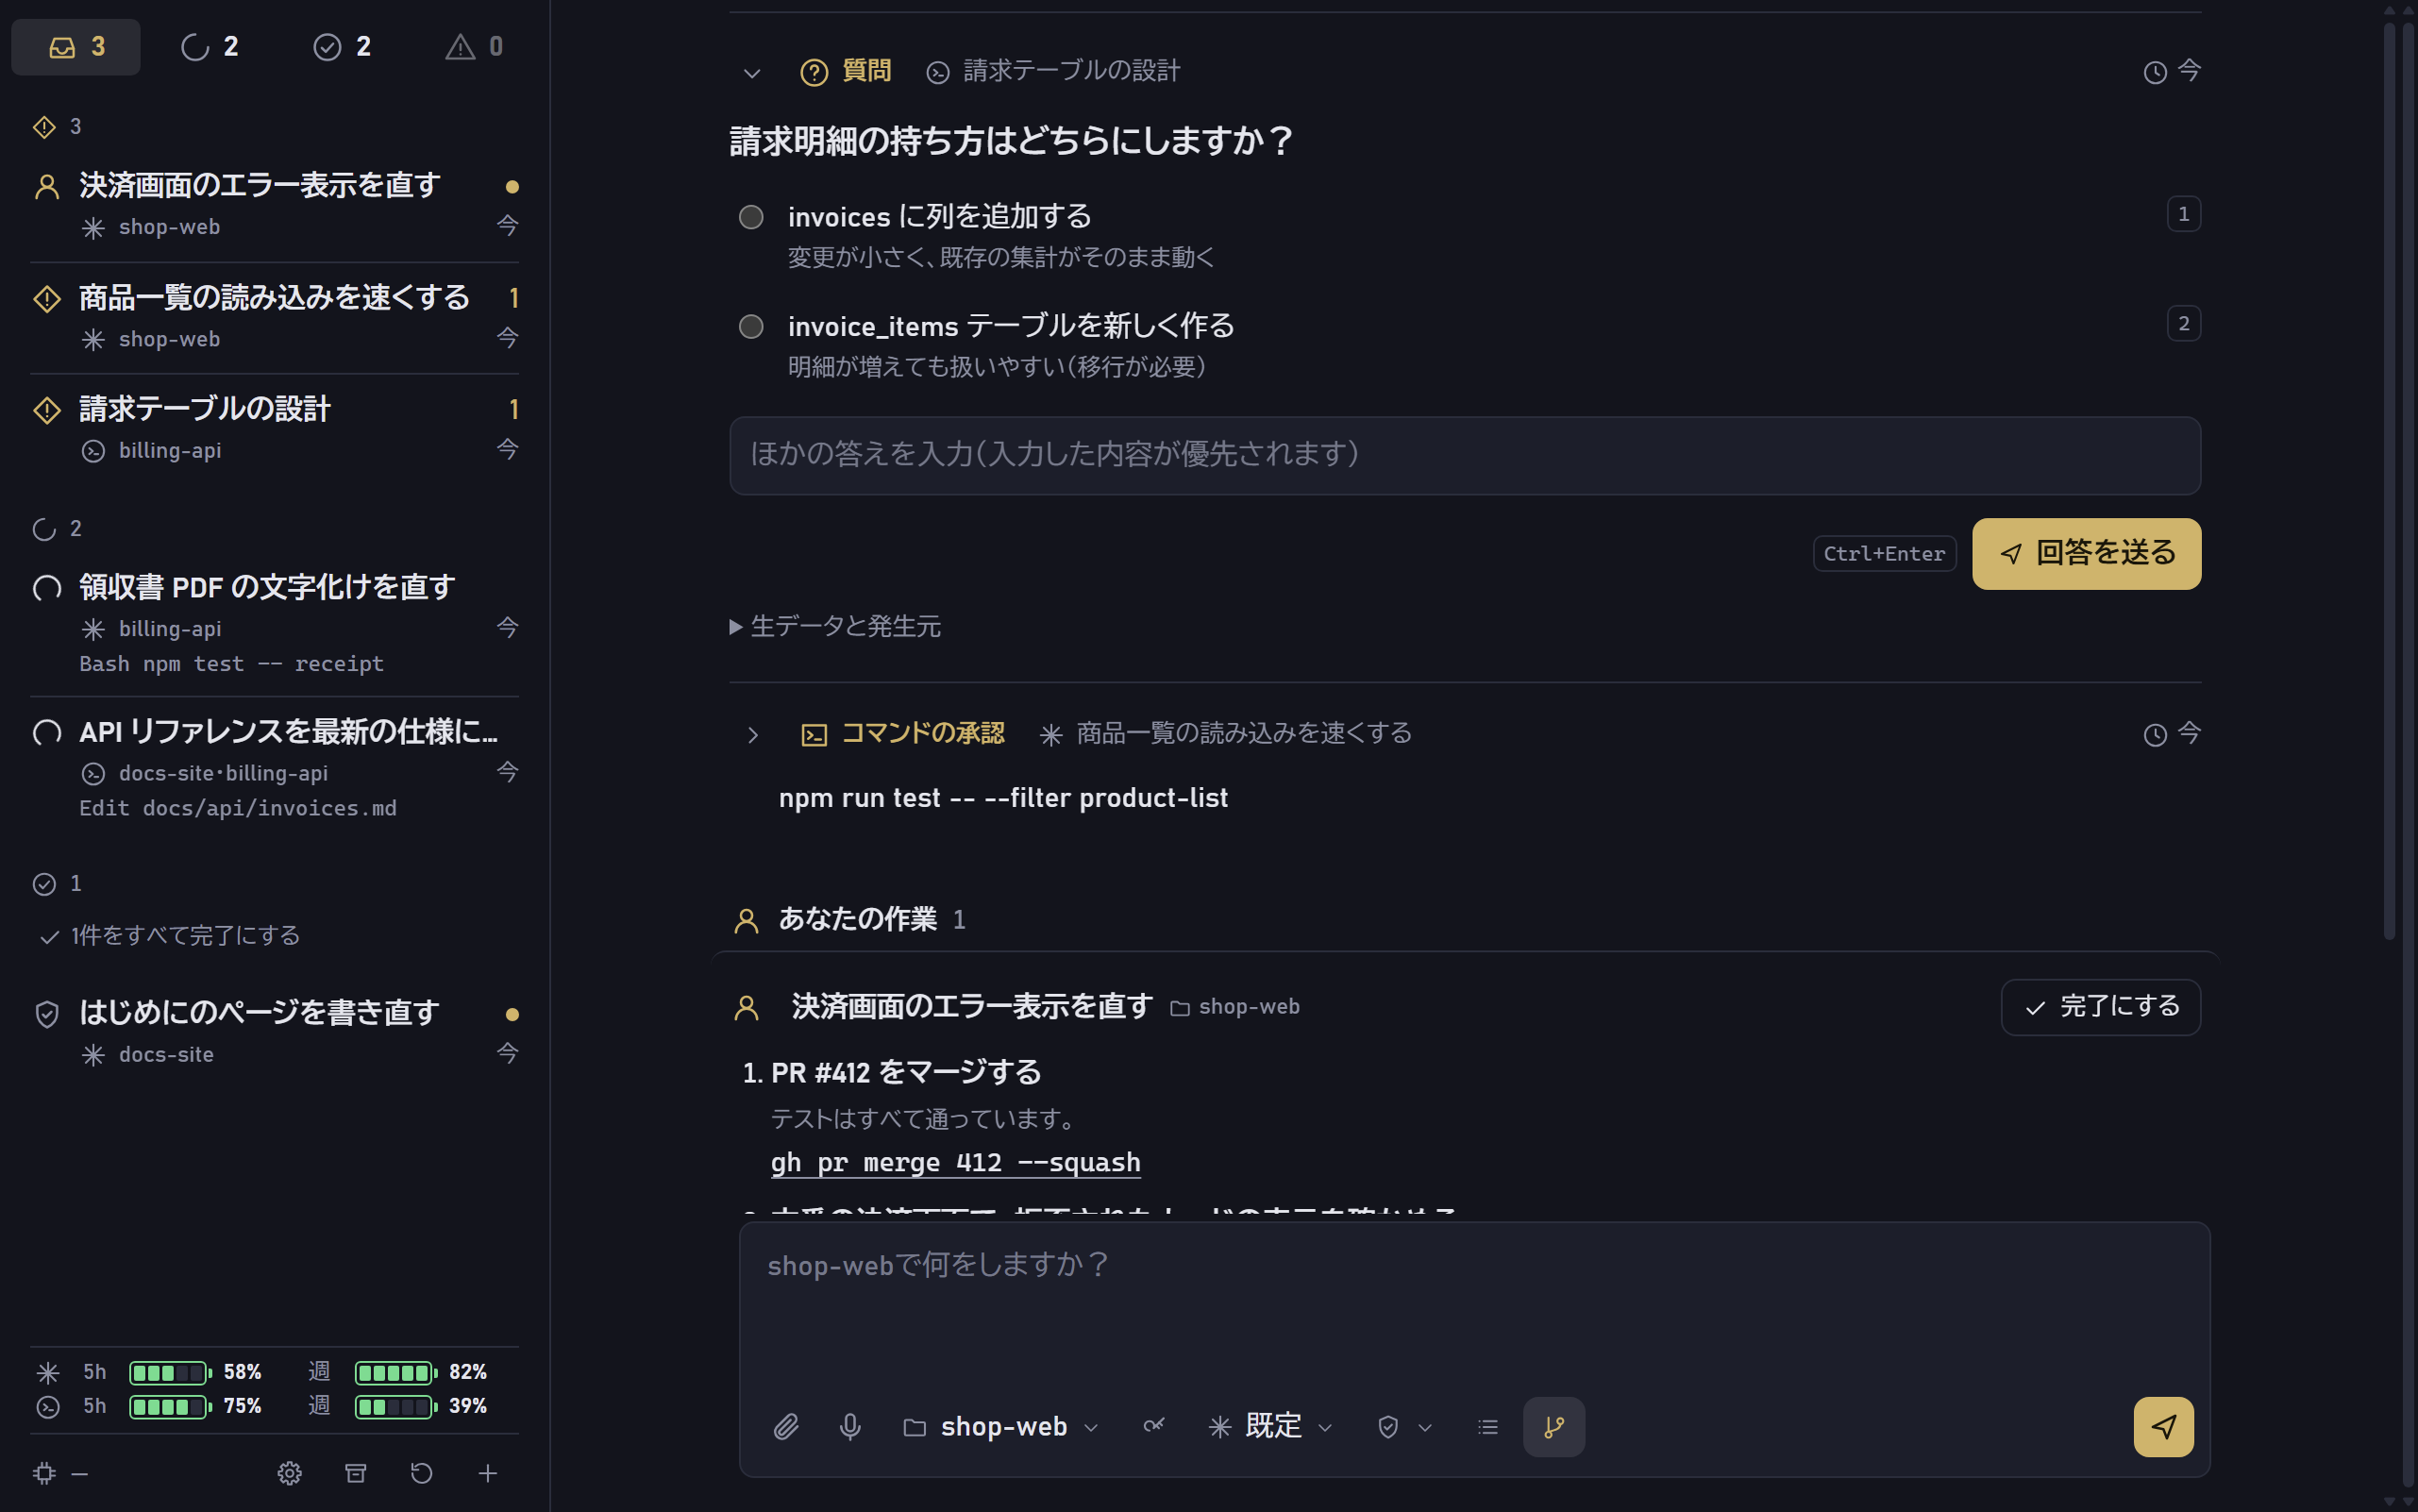 3
2
2
0
3
決済画面のエラー表示を直す
shop-web
今
商品一覧の読み込みを速くする
1
shop-web
今
請求テーブルの設計
1
billing-api
今
2
領収書 PDF の文字化けを直す
billing-api
今
Bash npm test -- receipt
API リファレンスを最新の仕様に…
docs-site・billing-api
今
Edit docs/api/invoices.md
1
1件をすべて完了にする
はじめにのページを書き直す
docs-site
今
5h 58% 週 82%
5h 75% 週 39%
質問 請求テーブルの設計 今
請求明細の持ち方はどちらにしますか？
invoices に列を追加する
1
変更が小さく、既存の集計がそのまま動く
invoice_items テーブルを新しく作る
2
明細が増えても扱いやすい（移行が必要）
ほかの答えを入力（入力した内容が優先されます）
Ctrl+Enter 回答を送る
生データと発生元
コマンドの承認 商品一覧の読み込みを速くする 今
npm run test -- --filter product-list
あなたの作業 1
決済画面のエラー表示を直す shop-web 完了にする
1. PR #412 をマージする
テストはすべて通っています。
gh pr merge 412 --squash
shop-webで何をしますか？
shop-web 既定